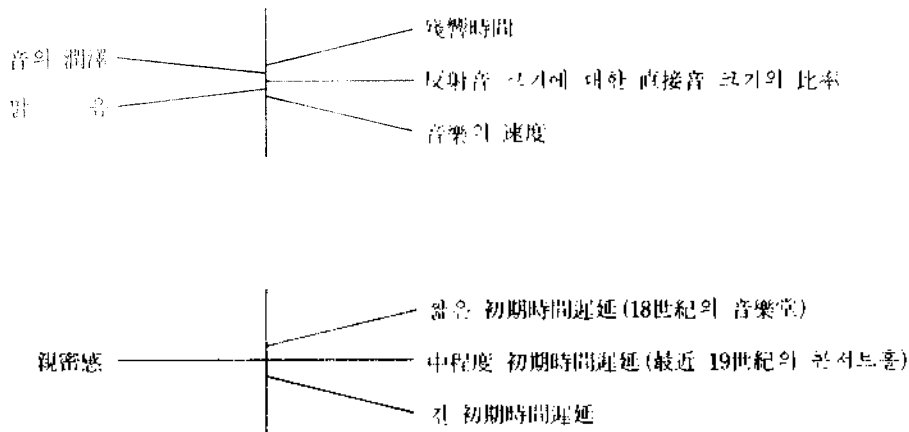 殘響時間
音의 潤澤
反射音 크기에 대한 直接音 크기의 比率
맑 음
音樂의 速度
짧은 初期時間遲延(18世紀의 音樂堂)
親密感
中程度 初期時間遲延(最近 19世紀의 콘서트홀)
긴 初期時間遲延